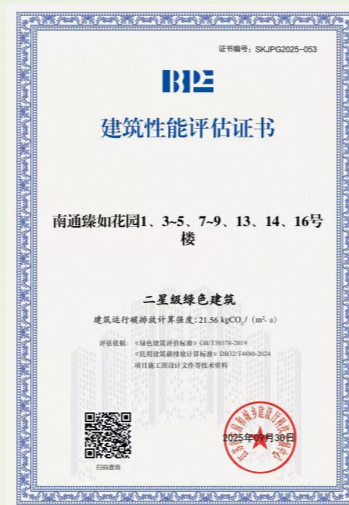 证书编号：SKJPG2025-053
BPE
建筑性能评估证书
南通臻如花园1、3~5、7~9、13、14、16号
楼
二星级绿色建筑
建筑运行碳排放计算强度：21.56 kgCO₂/（m²·a）
评估依据：《绿色建筑评价标准》GB/T50378-2019
《民用建筑碳排放计算标准》DB32/T4880-2024
项目施工图设计文件等技术资料
2025年09月30日
扫码查询